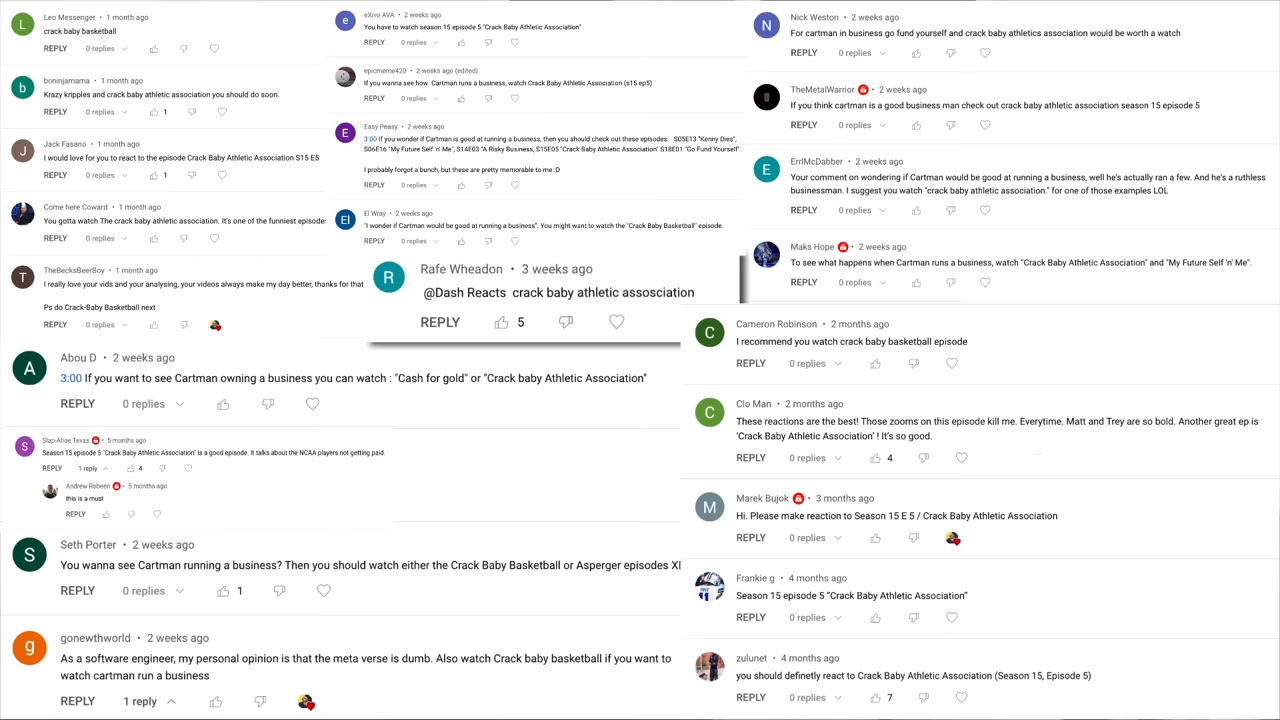 Leo Messenger • 1 month ago
crack baby basketball
REPLY 0 replies
boninjamarna • 1 month ago
Krazy kripples and crack baby athletic association you should do soon.
REPLY 0 replies 1
Jack Fasano • 1 month ago
I would love for you to react to the episode Crack Baby Athletic Association S15 E5
REPLY 0 replies 1
Come here Coward • 1 month ago
You gotta watch The crack baby athletic association. It's one of the funniest episodes
REPLY 0 replies
TheBecksBeerBoy • 1 month ago
I really love your vids and your analysing, your videos always make my day better, thanks for that
Ps do Crack-Baby Basketball next
REPLY 0 replies
eXivo AVA • 2 weeks ago
You have to watch season 15 episode 5 "Crack Baby Athletic Association"
REPLY 0 replies
epicmeme420 • 2 weeks ago (edited)
If you wanna see how Cartman runs a business, watch Crack Baby Athletic Association (s15 ep5)
REPLY 0 replies
Easy Peasy • 2 weeks ago
3:00 If you wonder if Cartman is good at running a business, then you should check out these episodes: S05E13 "Kenny Dies",
S06E16 "My Future Self 'n' Me", S14E03 "A Risky Business, S15E05 "Crack Baby Athletic Association' S18E01 "Go Fund Yourself".
I probably forgot a bunch, but these are pretty memorable to me :D
REPLY 0 replies
El Wray • 2 weeks ago
"I wonder if Cartman would be good at running a business". You might want to watch the "Crack Baby Basketball" episode.
REPLY 0 replies
Rafe Wheadon • 3 weeks ago
@Dash Reacts crack baby athletic assosciation
REPLY 5
Nick Weston • 2 weeks ago
For cartman in business go fund yourself and crack baby athletics association would be worth a watch
REPLY 0 replies
TheMetalWarrior • 2 weeks ago
If you think cartman is a good business man check out crack baby athletic association season 15 episode 5
REPLY 0 replies
ErrlMcDabber • 2 weeks ago
Your comment on wondering if Cartman would be good at running a business, well he's actually ran a few. And he's a ruthless
businessman. I suggest you watch "crack baby athletic association." for one of those examples LOL
REPLY 0 replies
Maks Hope • 2 weeks ago
To see what happens when Cartman runs a business, watch "Crack Baby Athletic Association" and "My Future Self 'n' Me".
REPLY 0 replies
Abou D • 2 weeks ago
3:00 If you want to see Cartman owning a business you can watch : "Cash for gold" or "Crack baby Athletic Association"
REPLY 0 replies
Slap-Ahoe Texas • 5 months ago
Season 15 episode 5 "Crack Baby Athletic Association' is a good episode. It talks about the NCAA players not getting paid.
REPLY 1 reply 4
Andrew Robeen • 5 months ago
this is a must
REPLY
Seth Porter • 2 weeks ago
You wanna see Cartman running a business? Then you should watch either the Crack Baby Basketball or Asperger episodes XD
REPLY 0 replies 1
gonewthworld • 2 weeks ago
As a software engineer, my personal opinion is that the meta verse is dumb. Also watch Crack baby basketball if you want to
watch cartman run a business
REPLY 1 reply
Cameron Robinson • 2 months ago
I recommend you watch crack baby basketball episode
REPLY 0 replies
Clo Man • 2 months ago
These reactions are the best! Those zooms on this episode kill me. Everytime. Matt and Trey are so bold. Another great ep is
'Crack Baby Athletic Association' ! It's so good.
REPLY 0 replies 4
Marek Bujok • 3 months ago
Hi. Please make reaction to Season 15 E 5 / Crack Baby Athletic Association
REPLY 0 replies
Frankie g • 4 months ago
Season 15 episode 5 "Crack Baby Athletic Association"
REPLY 0 replies
zulunet • 4 months ago
you should definetly react to Crack Baby Athletic Association (Season 15, Episode 5)
REPLY 0 replies 7